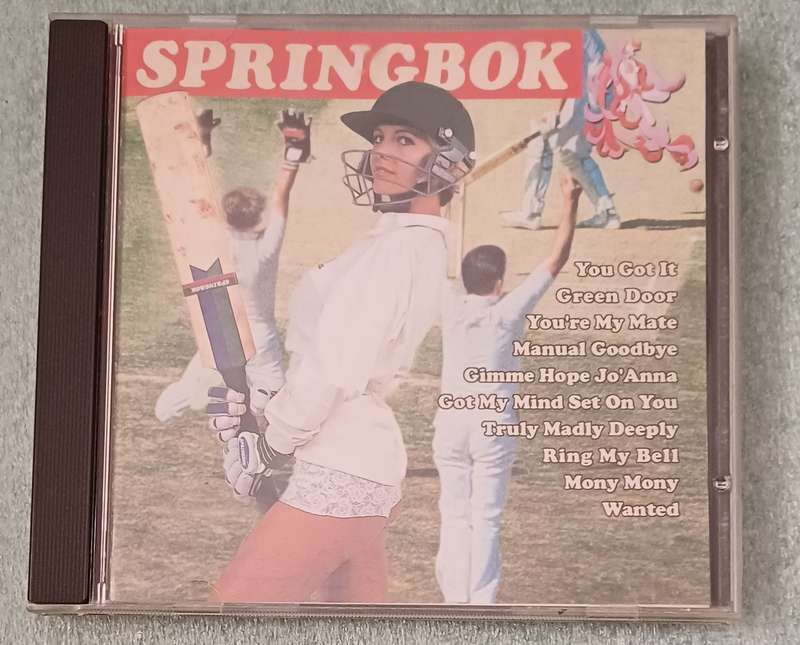 SPRINGBOK
SPRINGBOK
You Got It
Green Door
You're My Mate
Manual Goodbye
Gimme Hope Jo'Anna
Got My Mind Set On You
Truly Madly Deeply
Ring My Bell
Mony Mony
Wanted